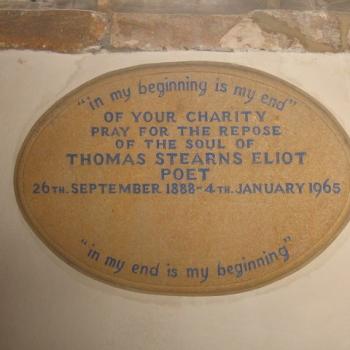 "in my beginning is my end"
OF YOUR CHARITY
PRAY FOR THE REPOSE
OF THE SOUL OF
THOMAS STEARNS ELIOT
POET
26TH. SEPTEMBER 1888-4TH. JANUARY 1965
"in my end is my beginning"